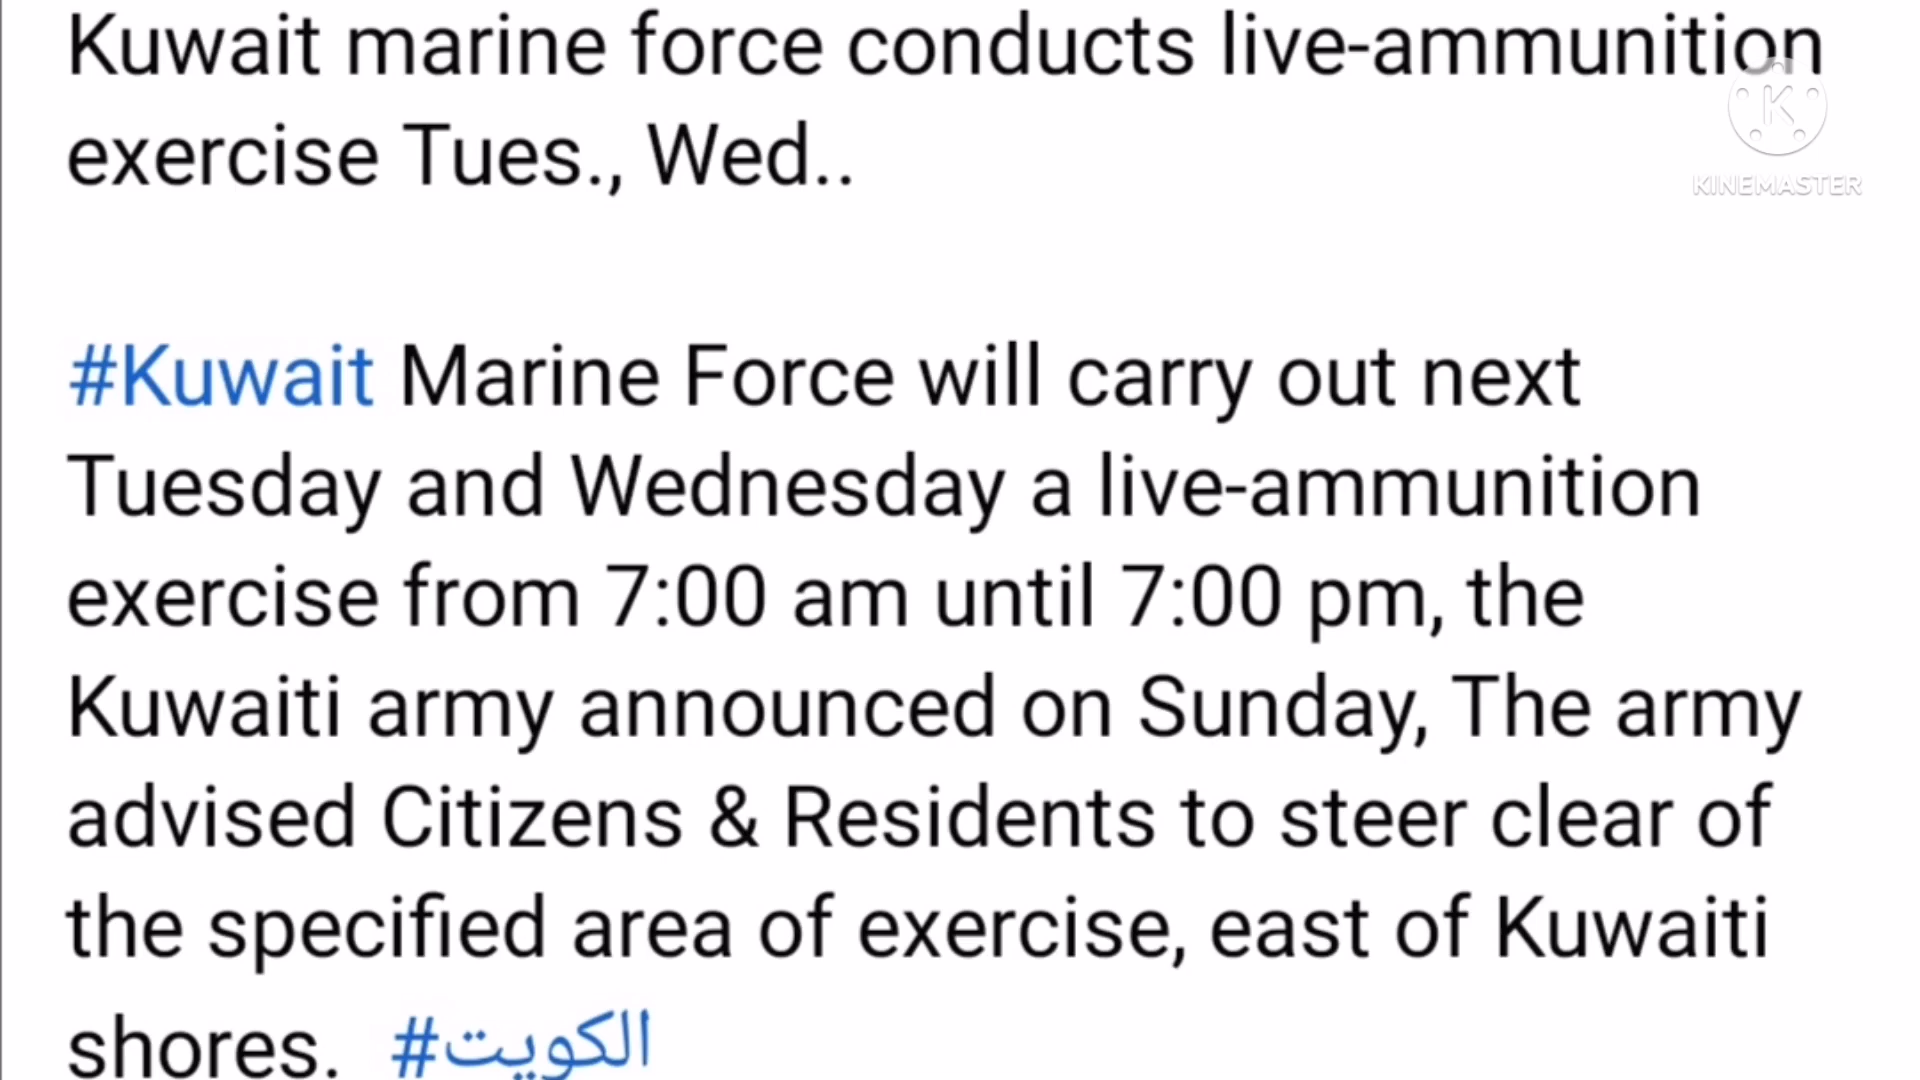 Kuwait marine force conducts live-ammunition
exercise Tues., Wed..
K
KINEMASTER
#Kuwait Marine Force will carry out next
Tuesday and Wednesday a live-ammunition
exercise from 7:00 am until 7:00 pm, the
Kuwaiti army announced on Sunday, The army
advised Citizens & Residents to steer clear of
the specified area of exercise, east of Kuwaiti
shores. #الكويت